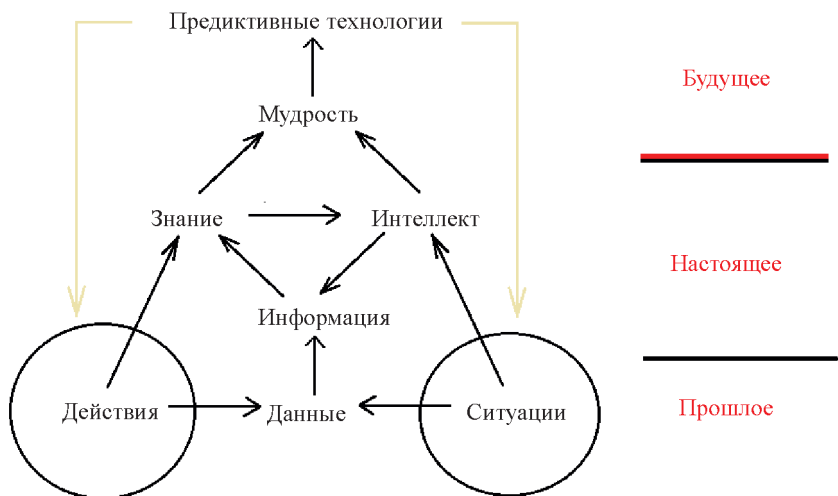 Предиктивные технологии
Будущее
Мудрость
Знание
Интеллект
Настоящее
Информация
Действия
Данные
Ситуации
Прошлое